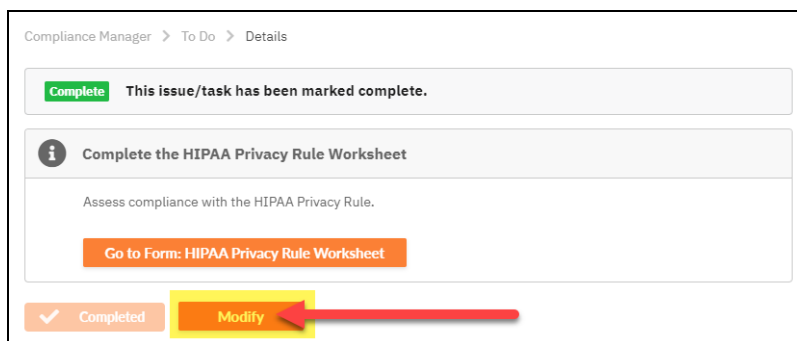 Compliance Manager > To Do > Details
Complete This issue/task has been marked complete.
Complete the HIPAA Privacy Rule Worksheet
Assess compliance with the HIPAA Privacy Rule.
Go to Form: HIPAA Privacy Rule Worksheet
Completed Modify